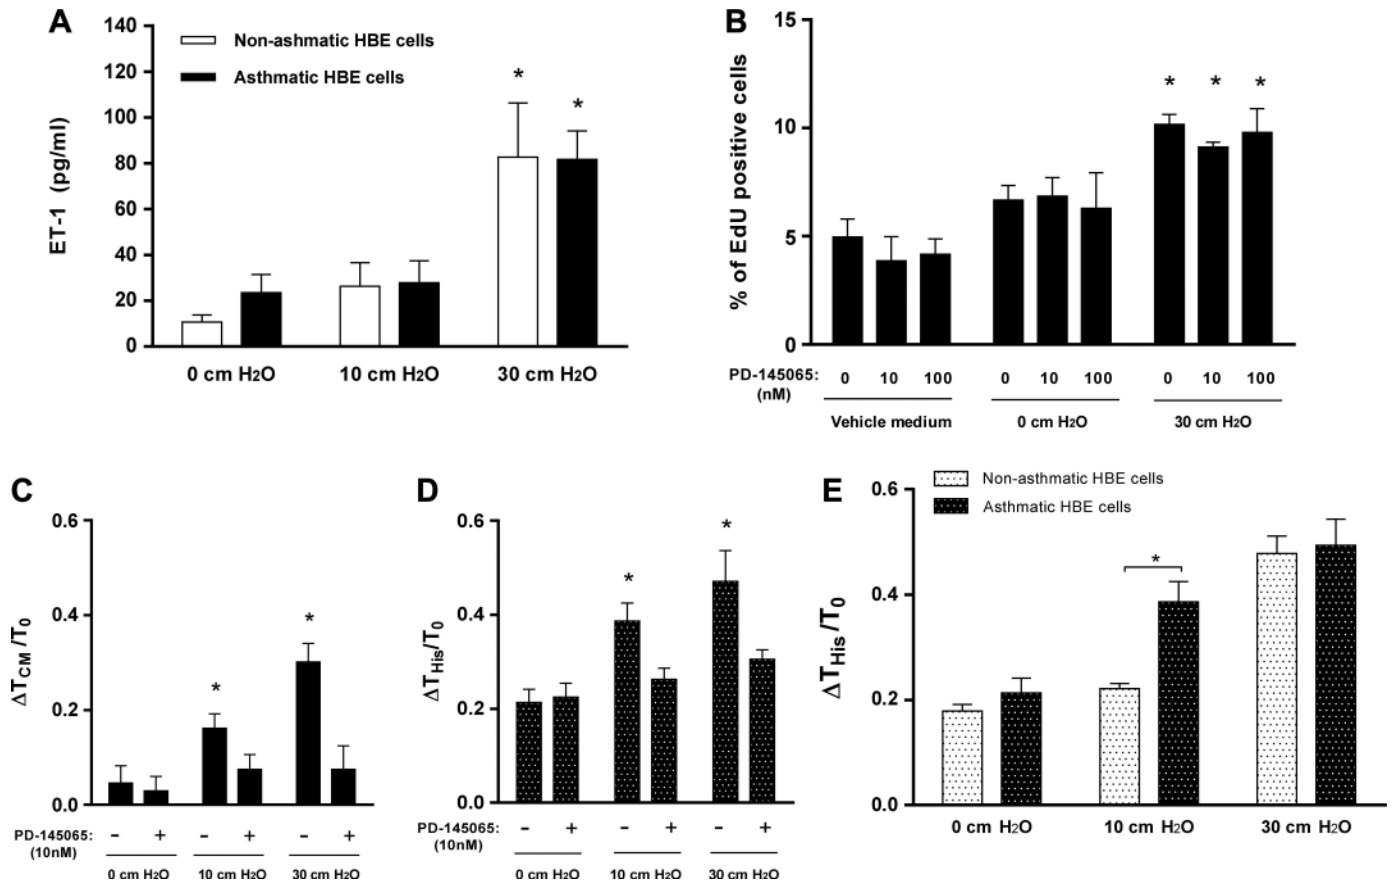 A
140
120
100
80
60
40
20
0
ET-1 (pg/ml)
Non-ashmatic HBE cells
Asthmatic HBE cells
*
*
0 cm H2O
10 cm H2O
30 cm H2O
B
15
10
5
0
% of EdU positive cells
* * *
PD-145065: 0 10 100 0 10 100 0 10 100
(nM)
Vehicle medium
0 cm H2O
30 cm H2O
C
0.6
0.4
0.2
0.0
ΔTCM/T0
*
*
PD-145065: - + - + - +
(10nM)
0 cm H2O
10 cm H2O
30 cm H2O
D
0.6
0.4
0.2
0.0
ΔTHis/T0
*
*
PD-145065: - + - + - +
(10nM)
0 cm H2O
10 cm H2O
30 cm H2O
E
0.6
0.4
0.2
0.0
ΔTHis/T0
Non-asthmatic HBE cells
Asthmatic HBE cells
*
0 cm H2O
10 cm H2O
30 cm H2O